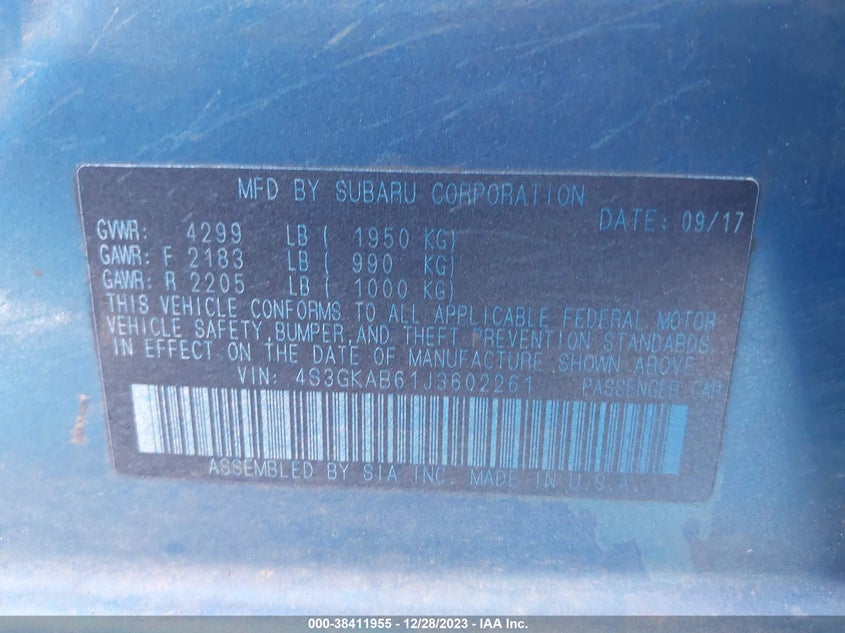 MFD BY SUBARU CORPORATION
DATE: 09/17
GVWR: 4299 LB ( 1950 KG)
GAWR: F 2183 LB ( 990 KG)
GAWR: R 2205 LB ( 1000 KG)
THIS VEHICLE CONFORMS TO ALL APPLICABLE FEDERAL MOTOR
VEHICLE SAFETY, BUMPER, AND THEFT PREVENTION STANDARDS
IN EFFECT ON THE DATE OF MANUFACTURE SHOWN ABOVE.
VIN: 4S3GKAB61J3602261 PASSENGER CAR
ASSEMBLED BY SIA INC. MADE IN U.S.A.
000-38411955 - 12/28/2023 - IAA Inc.